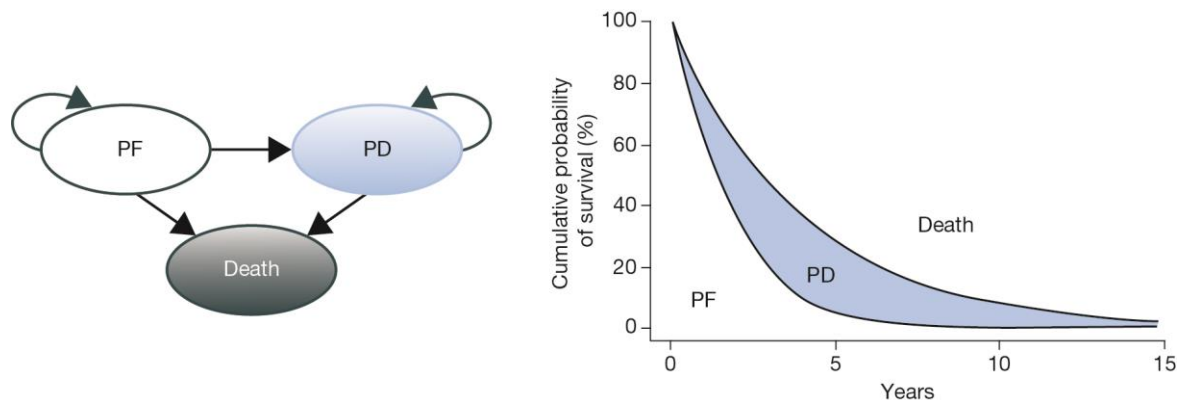 PF
PD
Death
Cumulative probability
of survival (%)
100
80
60
40
20
0
PF
PD
Death
0
5
10
15
Years